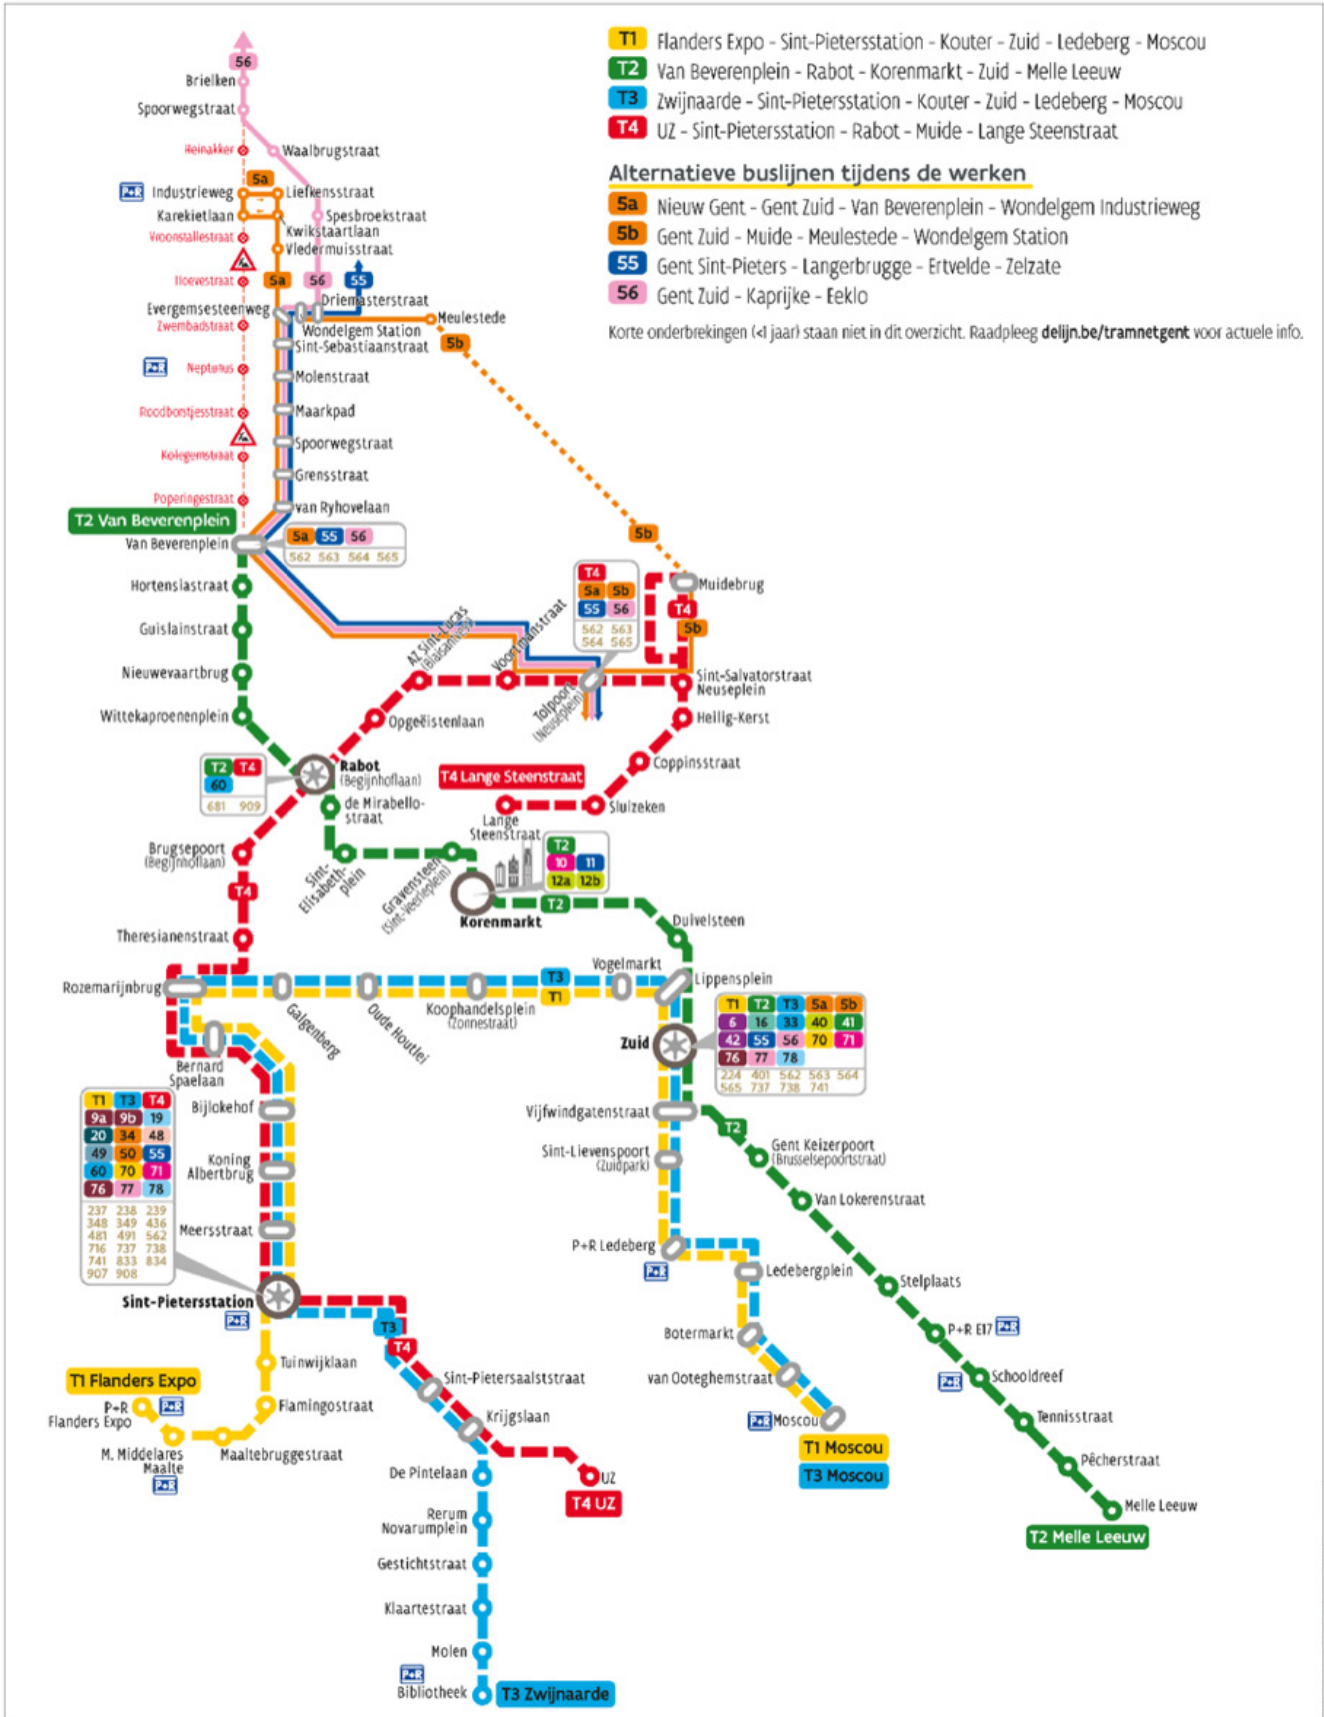 T1 Flanders Expo - Sint-Pietersstation - Kouter - Zuid - Ledeberg - Moscou
T2 Van Beverenplein - Rabot - Korenmarkt - Zuid - Melle Leeuw
T3 Zwijnaarde - Sint-Pietersstation - Kouter - Zuid - Ledeberg - Moscou
T4 UZ - Sint-Pietersstation - Rabot - Muide - Lange Steenstraat
Alternatieve buslijnen tijdens de werken
5a Nieuw Gent - Gent Zuid - Van Beverenplein - Wondelgem Industrieweg
5b Gent Zuid - Muide - Meulestede - Wondelgem Station
55 Gent Sint-Pieters - Langerbrugge - Ertvelde - Zelzate
56 Gent Zuid - Kaprijke - Eeklo
Korte onderbrekingen (<1 jaar) staan niet in dit overzicht. Raadpleeg delijn.be/tramnetgent voor actuele info.
56
Brielken
Spoorwegstraat
Heinakker
Waalbrugstraat
5a
P+R Industrieweg
Liefkensstraat
Karekietlaan
Spesbroekstraat
Kwikstaartlaan
Vroonstallestraat
Vledermuisstraat
Hoevestraat
5a 56 55
Driemasterstraat
Evergemsesteenweg
Meulestede
Zwembadstraat
Wondelgem Station
Sint-Sebastiaanstraat
5b
P+R Neptunus
Molenstraat
Roodborstjesstraat
Maarkpad
Spoorwegstraat
Kolegemstraat
Grensstraat
Poperingestraat
van Ryhovelaan
T2 Van Beverenplein
Van Beverenplein
5a 55 56
562 563 564 565
5b
Hortensiastraat
T4
5a 5b
55 56
562 563
564 565
Muidebrug
T4
5b
Guislainstraat
AZ Sint-Lucas
(Blaisantvest)
Voormanstraat
Nieuwevaartbrug
Sint-Salvatorstraat
Neuseplein
Tolpoort
(Neuseplein)
Wittekaproenenplein
Opgeëistenlaan
Heilig-Kerst
Coppinsstraat
T2 T4
60
681 909
Rabot
(Begijnhoflaan)
T4 Lange Steenstraat
de Mirabello-
straat
Sluizeken
Lange
Steenstraat
Brugsepoort
(Begijnhoflaan)
Sint-
Elisabeth-
plein
Gravensteen
(Sint-Veerleplein)
T2
10 11
12a 12b
T4
Korenmarkt
T2
Duivelsteen
Theresianenstraat
Vogelmarkt
Lippensplein
Rozemarijnbrug
T3
T1
Galgenberg
Oude Houtlei
Koophandelsplein
(Zonnestraat)
Zuid
T1 T2 T3 5a 5b
6 16 33 40 41
42 55 56 70 71
76 77 78
224 401 562 563 564
565 737 738 741
Bernard
Spaelaan
Bijlokehof
Vijfwindgatenstraat
T2
T1 T3 T4
9a 9b 19
20 34 48
49 50 55
60 70 71
76 77 78
237 238 239
348 349 436
481 491 562
716 737 738
741 833 834
907 908
Koning
Albertbrug
Sint-Lievenspoort
(Zuidpark)
Gent Keizerpoort
(Brusselsepoortstraat)
Van Lokerenstraat
Meersstraat
P+R Ledeberg
P+R
Ledebergplein
Stelplaats
Sint-Pietersstation
P+R
T3
T4
Botermarkt
P+R E17 P+R
Tuinwijklaan
Sint-Pietersaalststraat
van Ooteghemstraat
P+R
Schooldreef
T1 Flanders Expo
P+R
Flanders Expo
P+R
Flamingostraat
Krijgslaan
P+R Moscou
Tennisstraat
M. Middelares
Maalte
P+R
Maaltebruggestraat
T1 Moscou
T3 Moscou
Pêcherstraat
De Pintelaan
UZ
T4 UZ
Melle Leeuw
T2 Melle Leeuw
Rerum
Novarumplein
Gestichtstraat
Klaartestraat
Molen
P+R
Bibliotheek
T3 Zwijnaarde